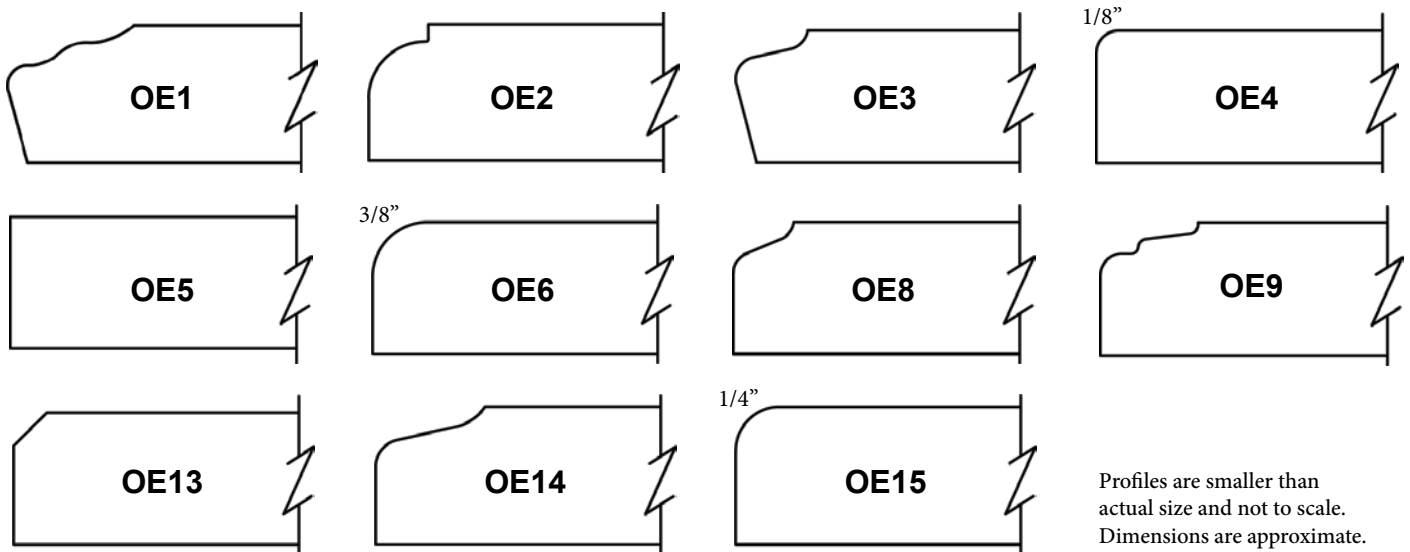 1/8”
OE1
OE2
OE3
OE4
3/8”
OE5
OE6
OE8
OE9
1/4”
OE13
OE14
OE15
Profiles are smaller than
actual size and not to scale.
Dimensions are approximate.